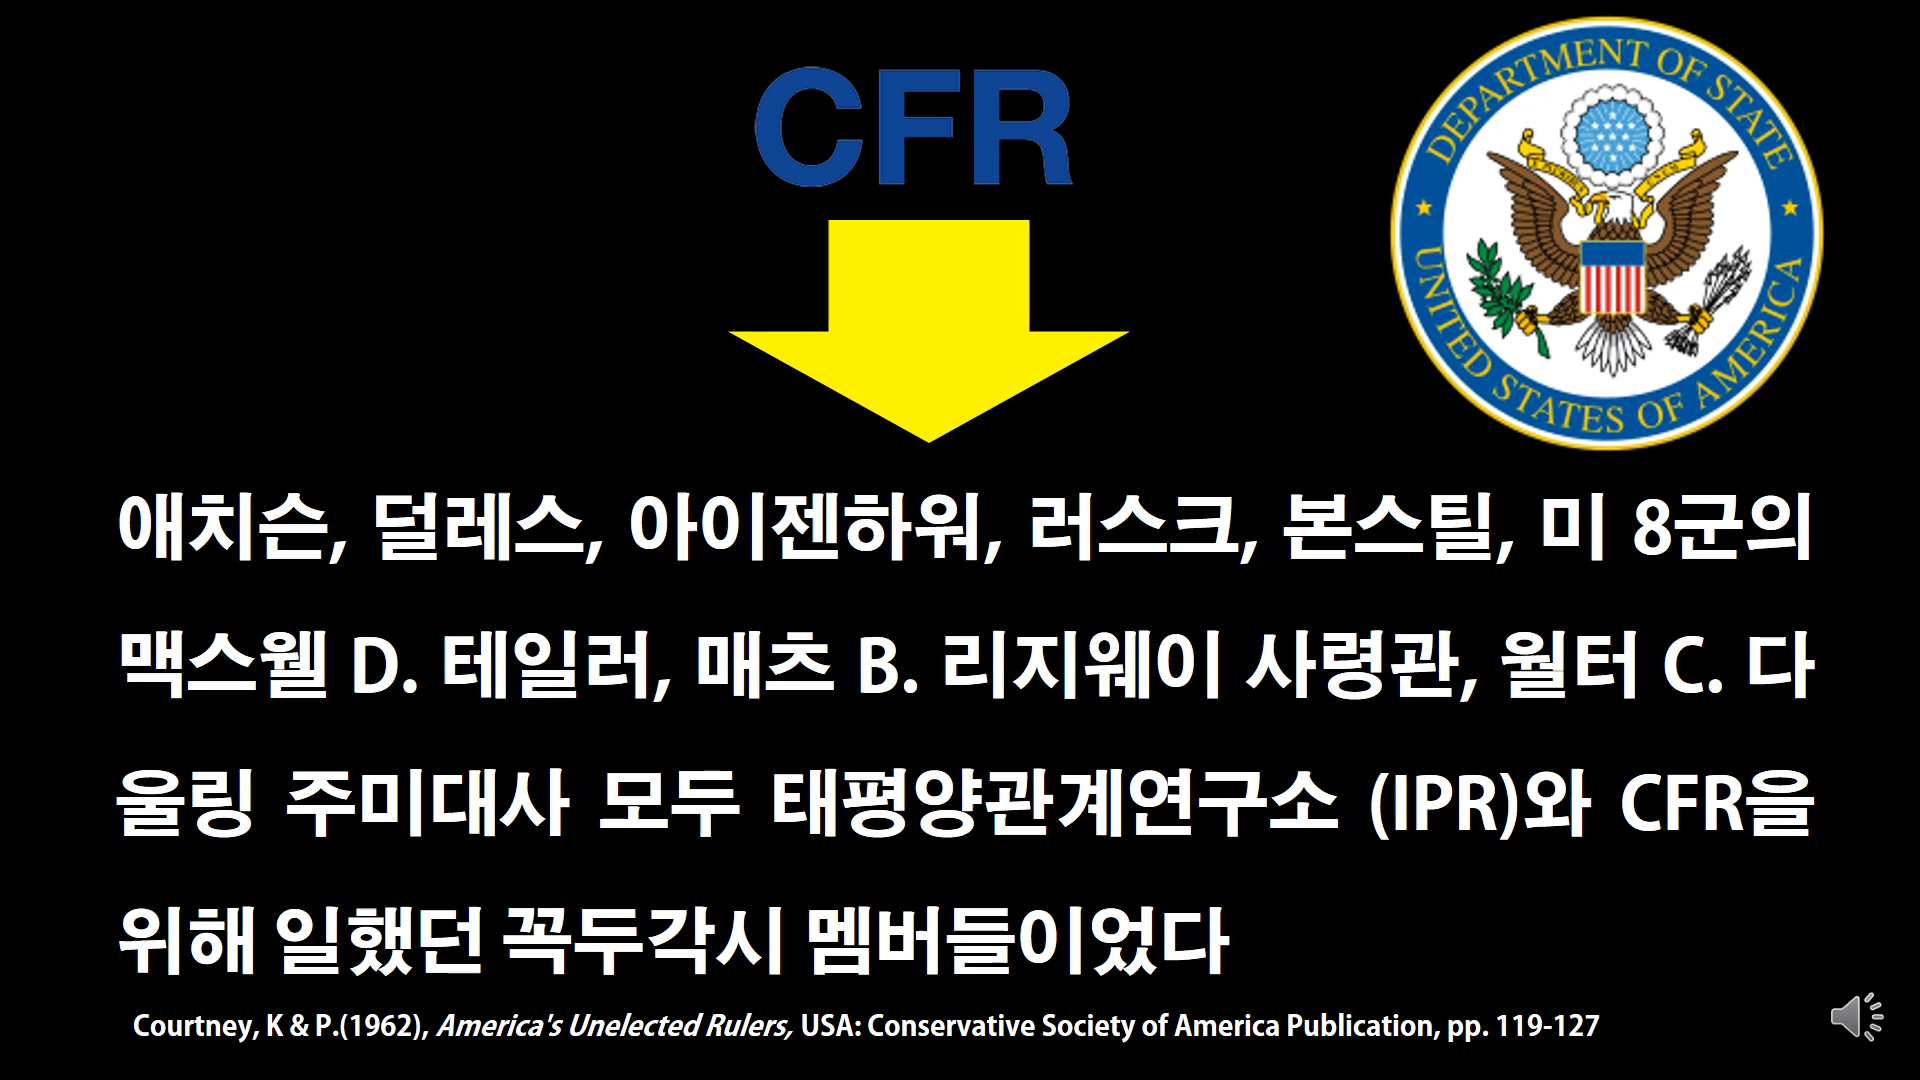 CFR
DEPARTMENT OF STATE
UNITED STATES OF AMERICA
애치슨, 덜레스, 아이젠하워, 러스크, 본스틸, 미 8군의
맥스웰 D. 테일러, 매츠 B. 리지웨이 사령관, 월터 C. 다
울링 주미대사 모두 태평양관계연구소 (IPR)와 CFR을
위해 일했던 꼭두각시 멤버들이었다
Courtney, K & P.(1962), America's Unelected Rulers, USA: Conservative Society of America Publication, pp. 119-127